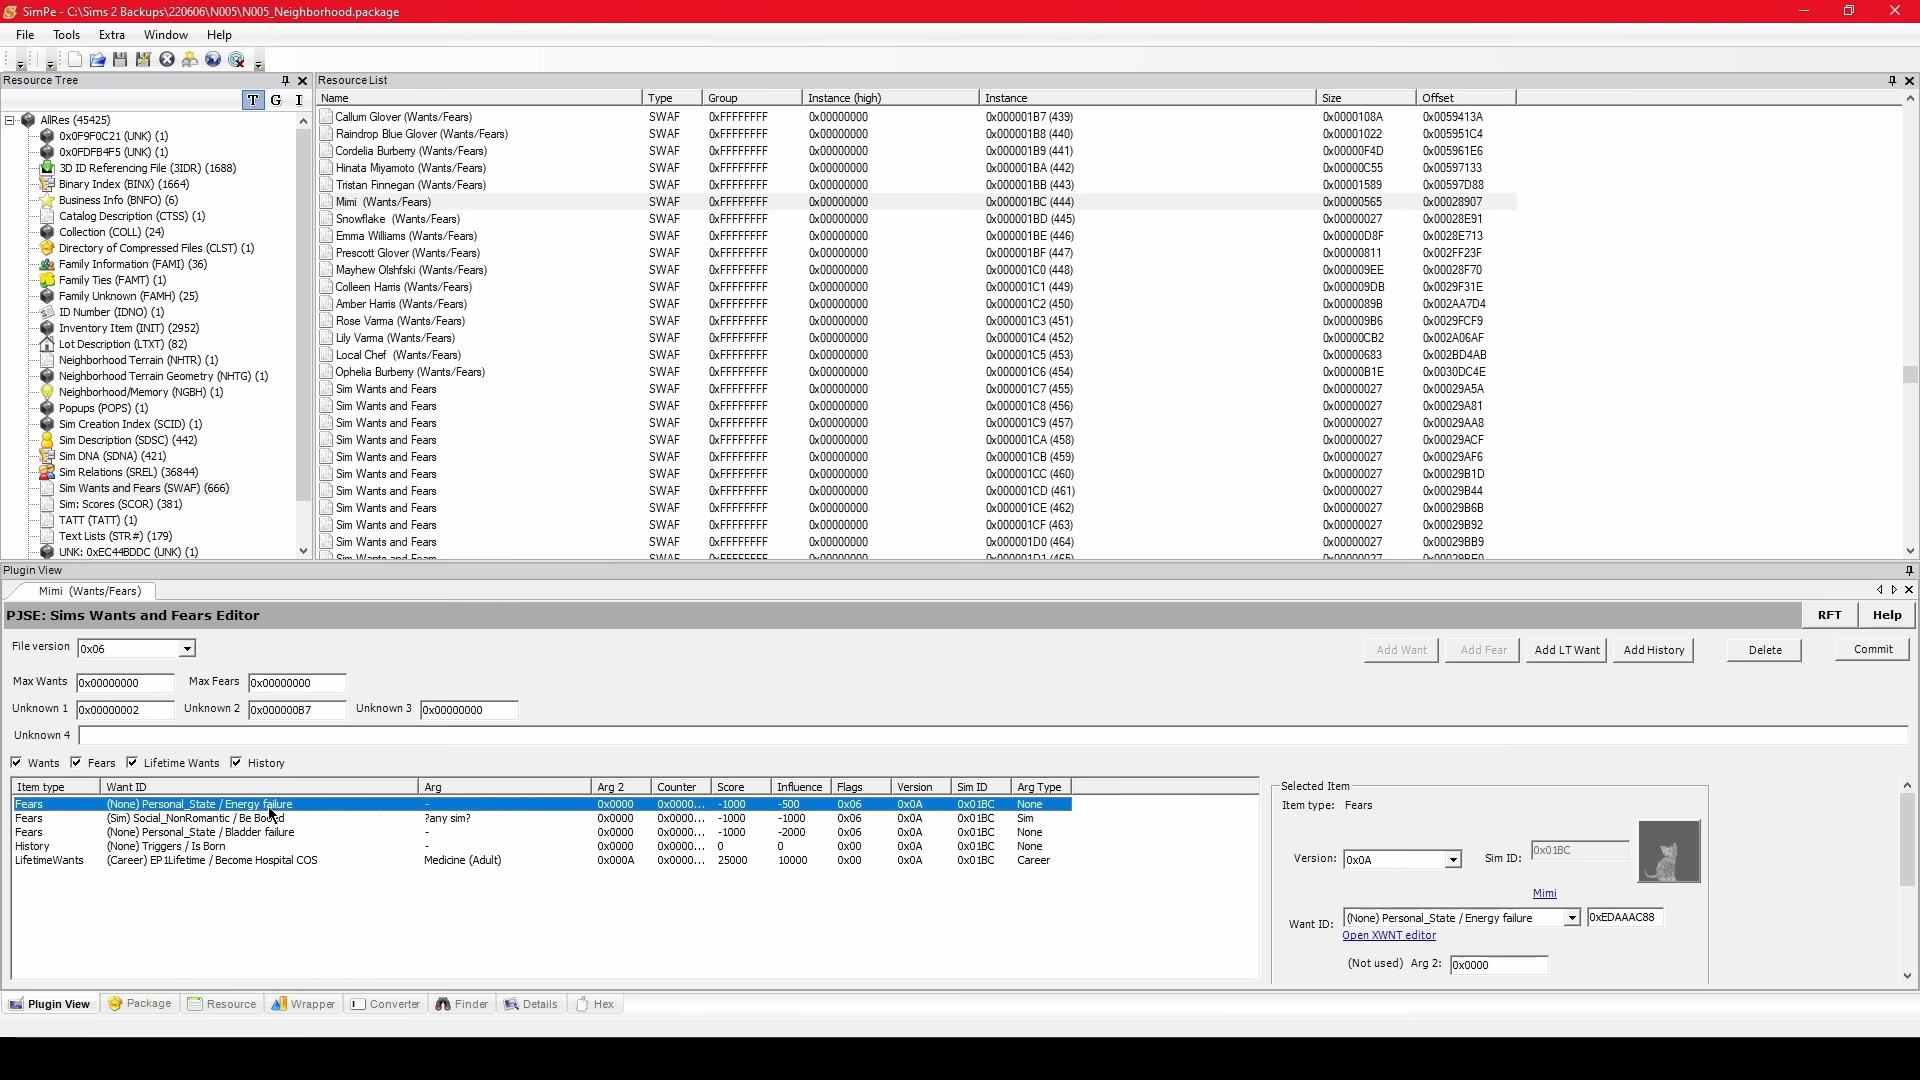 SimPe - C:\Sims 2 Backups\220606\N005\N005_Neighborhood.package
File Tools Extra Window Help
Resource Tree
Resource List
T G I
Name Type Group Instance (high) Instance Size Offset
AllRes (45425)
0x0F9F0C21 (UNK) (1)
0x0FDFB4F5 (UNK) (1)
3D ID Referencing File (3IDR) (1688)
Binary Index (BINX) (1664)
Business Info (BNFO) (6)
Catalog Description (CTSS) (1)
Collection (COLL) (24)
Directory of Compressed Files (CLST) (1)
Family Information (FAMI) (36)
Family Ties (FAMT) (1)
Family Unknown (FAMH) (25)
ID Number (IDNO) (1)
Inventory Item (INIT) (2952)
Lot Description (LTXT) (82)
Neighborhood Terrain (NHTR) (1)
Neighborhood Terrain Geometry (NHTG) (1)
Neighborhood/Memory (NGBH) (1)
Popups (POPS) (1)
Sim Creation Index (SCID) (1)
Sim Description (SDSC) (442)
Sim DNA (SDNA) (421)
Sim Relations (SREL) (36844)
Sim Wants and Fears (SWAF) (666)
Sim: Scores (SCOR) (381)
TATT (TATT) (1)
Text Lists (STR#) (179)
UNK: 0xEC44BDDC (UNK) (1)
Callum Glover (Wants/Fears) SWAF 0xFFFFFFFF 0x00000000 0x000001B7 (439) 0x0000108A 0x0059413A
Raindrop Blue Glover (Wants/Fears) SWAF 0xFFFFFFFF 0x00000000 0x000001B8 (440) 0x00001022 0x005951C4
Cordelia Burberry (Wants/Fears) SWAF 0xFFFFFFFF 0x00000000 0x000001B9 (441) 0x00000F4D 0x005961E6
Hinata Miyamoto (Wants/Fears) SWAF 0xFFFFFFFF 0x00000000 0x000001BA (442) 0x00000C55 0x00597133
Tristan Finnegan (Wants/Fears) SWAF 0xFFFFFFFF 0x00000000 0x000001BB (443) 0x00001589 0x00597D88
Mimi (Wants/Fears) SWAF 0xFFFFFFFF 0x00000000 0x000001BC (444) 0x00000565 0x00028907
Snowflake (Wants/Fears) SWAF 0xFFFFFFFF 0x00000000 0x000001BD (445) 0x00000027 0x00028E91
Emma Williams (Wants/Fears) SWAF 0xFFFFFFFF 0x00000000 0x000001BE (446) 0x00000D8F 0x0028E713
Prescott Glover (Wants/Fears) SWAF 0xFFFFFFFF 0x00000000 0x000001BF (447) 0x00000811 0x002FF23F
Mayhew Olshfski (Wants/Fears) SWAF 0xFFFFFFFF 0x00000000 0x000001C0 (448) 0x000009EE 0x00028F70
Colleen Harris (Wants/Fears) SWAF 0xFFFFFFFF 0x00000000 0x000001C1 (449) 0x000009DB 0x0029F31E
Amber Harris (Wants/Fears) SWAF 0xFFFFFFFF 0x00000000 0x000001C2 (450) 0x0000089B 0x002AA7D4
Rose Varma (Wants/Fears) SWAF 0xFFFFFFFF 0x00000000 0x000001C3 (451) 0x000009B6 0x0029FCF9
Lily Varma (Wants/Fears) SWAF 0xFFFFFFFF 0x00000000 0x000001C4 (452) 0x00000CB2 0x002A06AF
Local Chef (Wants/Fears) SWAF 0xFFFFFFFF 0x00000000 0x000001C5 (453) 0x00000683 0x002BD4AB
Ophelia Burberry (Wants/Fears) SWAF 0xFFFFFFFF 0x00000000 0x000001C6 (454) 0x00000B1E 0x0030DC4E
Sim Wants and Fears SWAF 0xFFFFFFFF 0x00000000 0x000001C7 (455) 0x00000027 0x00029A5A
Sim Wants and Fears SWAF 0xFFFFFFFF 0x00000000 0x000001C8 (456) 0x00000027 0x00029A81
Sim Wants and Fears SWAF 0xFFFFFFFF 0x00000000 0x000001C9 (457) 0x00000027 0x00029AA8
Sim Wants and Fears SWAF 0xFFFFFFFF 0x00000000 0x000001CA (458) 0x00000027 0x00029ACF
Sim Wants and Fears SWAF 0xFFFFFFFF 0x00000000 0x000001CB (459) 0x00000027 0x00029AF6
Sim Wants and Fears SWAF 0xFFFFFFFF 0x00000000 0x000001CC (460) 0x00000027 0x00029B1D
Sim Wants and Fears SWAF 0xFFFFFFFF 0x00000000 0x000001CD (461) 0x00000027 0x00029B44
Sim Wants and Fears SWAF 0xFFFFFFFF 0x00000000 0x000001CE (462) 0x00000027 0x00029B6B
Sim Wants and Fears SWAF 0xFFFFFFFF 0x00000000 0x000001CF (463) 0x00000027 0x00029B92
Sim Wants and Fears SWAF 0xFFFFFFFF 0x00000000 0x000001D0 (464) 0x00000027 0x00029BB9
Sim Wants and Fears SWAF 0xFFFFFFFF 0x00000000 0x000001D1 (465) 0x00000027 0x00029BE0
Plugin View
Mimi (Wants/Fears)
PJSE: Sims Wants and Fears Editor
RFT Help
File version 0x06
Add Want Add Fear Add LT Want Add History Delete Commit
Max Wants 0x00000000 Max Fears 0x00000000
Unknown 1 0x00000002 Unknown 2 0x000000B7 Unknown 3 0x00000000
Unknown 4
Wants Fears Lifetime Wants History
Item type Want ID Arg Arg 2 Counter Score Influence Flags Version Sim ID Arg Type
Fears (None) Personal_State / Energy failure - 0x0000 0x0000... -1000 -500 0x06 0x0A 0x01BC None
Fears (Sim) Social_NonRomantic / Be Booed ?any sim? 0x0000 0x0000... -1000 -1000 0x06 0x0A 0x01BC Sim
Fears (None) Personal_State / Bladder failure - 0x0000 0x0000... -1000 -2000 0x06 0x0A 0x01BC None
History (None) Triggers / Is Born - 0x0000 0x0000... 0 0 0x00 0x0A 0x01BC None
LifetimeWants (Career) EP1Lifetime / Become Hospital COS Medicine (Adult) 0x000A 0x0000... 25000 10000 0x00 0x0A 0x01BC Career
Selected Item
Item type: Fears
Version: 0x0A Sim ID: 0x01BC
Mimi
Want ID: (None) Personal_State / Energy failure 0xEDAAAC88
Open XWNT editor
(Not used) Arg 2: 0x0000
Plugin View Package Resource Wrapper Converter Finder Details Hex